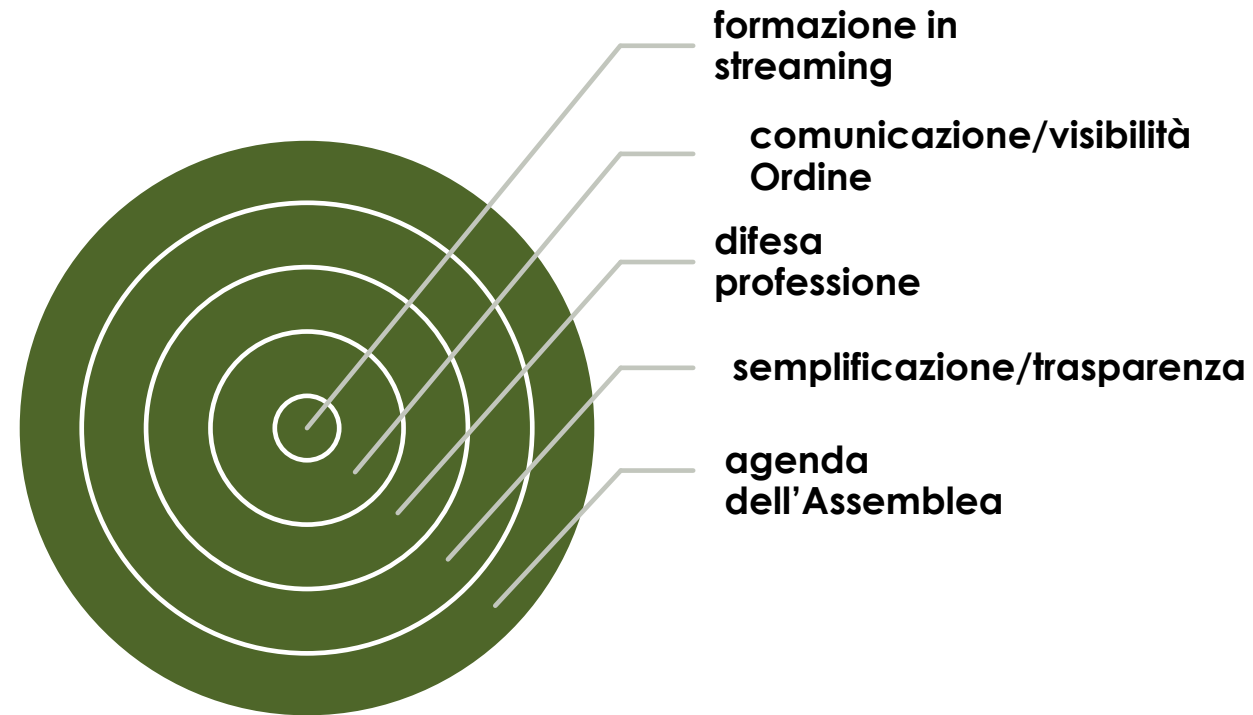 formazione in
streaming
comunicazione/visibilità
Ordine
difesa
professione
semplificazione/trasparenza
agenda
dell’Assemblea